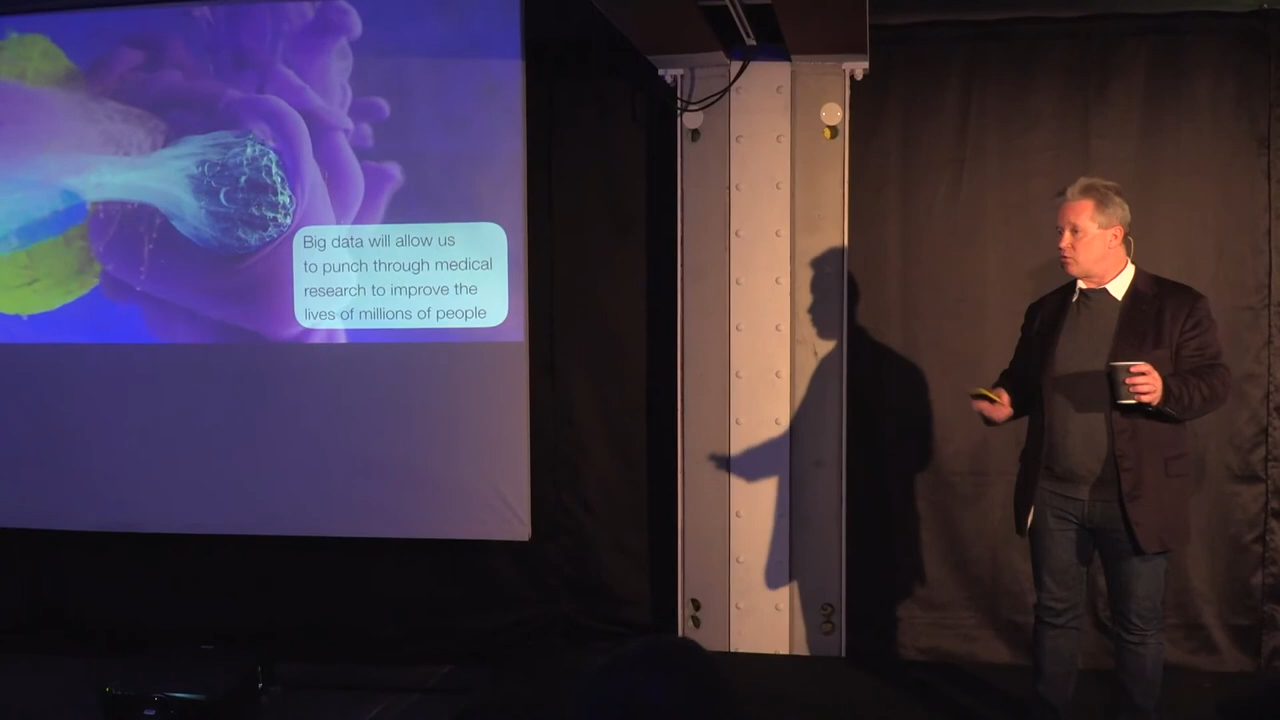 Big data will allow us
to punch through medical
research to improve the
lives of millions of people